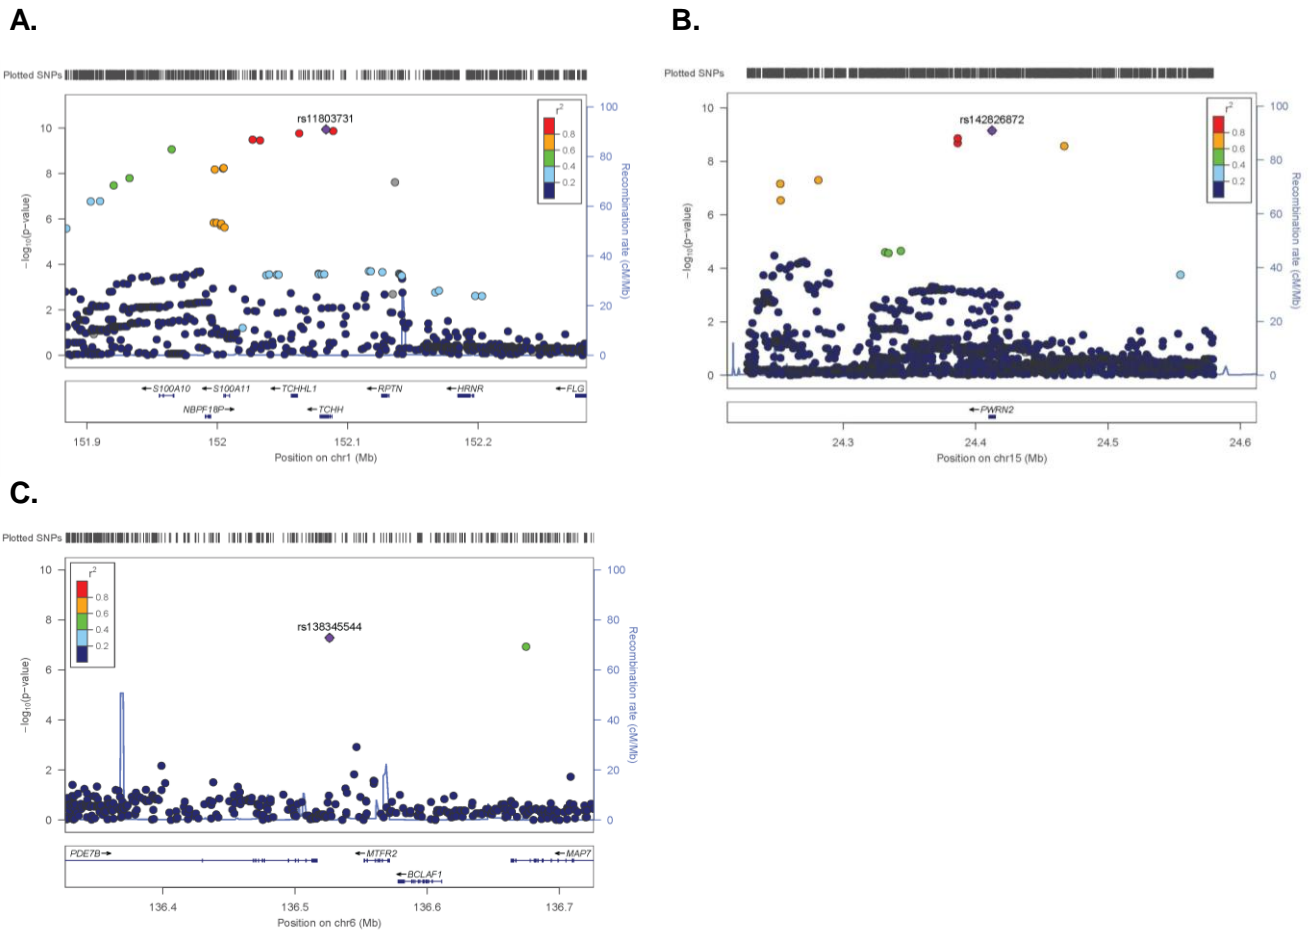 A.
Plotted SNPs
rs11803731
r2
0.8
0.6
0.4
0.2
10
8
6
4
2
0
−log10(p−value)
100
80
60
40
20
0
Recombination rate (cM/Mb)
←S100A10 ←S100A11 ←TCHHL1 ←RPTN ←HRNR ←FLG
NBPF18P→ ←TCHH
151.9 152 152.1 152.2
Position on chr1 (Mb)
B.
Plotted SNPs
rs142826872
r2
0.8
0.6
0.4
0.2
10
8
6
4
2
0
−log10(p−value)
100
80
60
40
20
0
Recombination rate (cM/Mb)
←PWRN2
24.3 24.4 24.5 24.6
Position on chr15 (Mb)
C.
Plotted SNPs
r2
0.8
0.6
0.4
0.2
rs138345544
10
8
6
4
2
0
−log10(p−value)
100
80
60
40
20
0
Recombination rate (cM/Mb)
PDE7B→ ←MTFR2 ←MAP7
←BCLAF1
136.4 136.5 136.6 136.7
Position on chr6 (Mb)